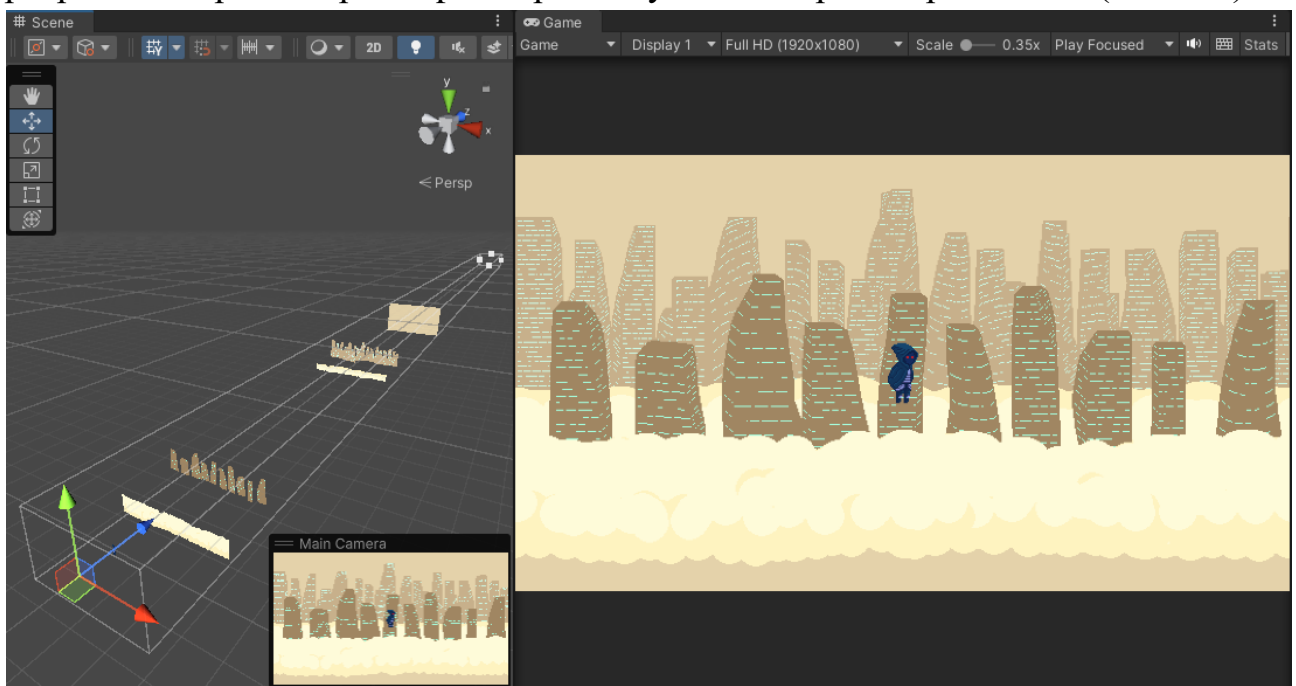 Scene
Game
2D
Game
Display 1
Full HD (1920x1080)
Scale
0.35x
Play Focused
Stats
y
z
x
Persp
Main Camera